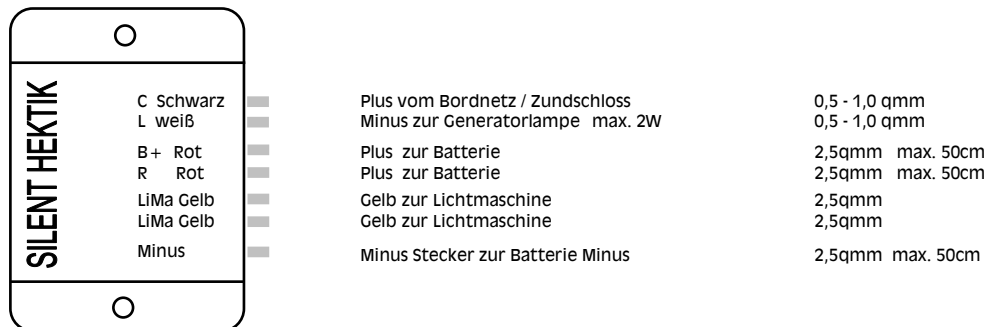 SILENT HEKTIK
C Schwarz Plus vom Bordnetz / Zundschloss 0,5 - 1,0 qmm
L weiß Minus zur Generatorlampe max. 2W 0,5 - 1,0 qmm
B+ Rot Plus zur Batterie 2,5qmm max. 50cm
R Rot Plus zur Batterie 2,5qmm max. 50cm
LiMa Gelb Gelb zur Lichtmaschine 2,5qmm
LiMa Gelb Gelb zur Lichtmaschine 2,5qmm
Minus Minus Stecker zur Batterie Minus 2,5qmm max. 50cm